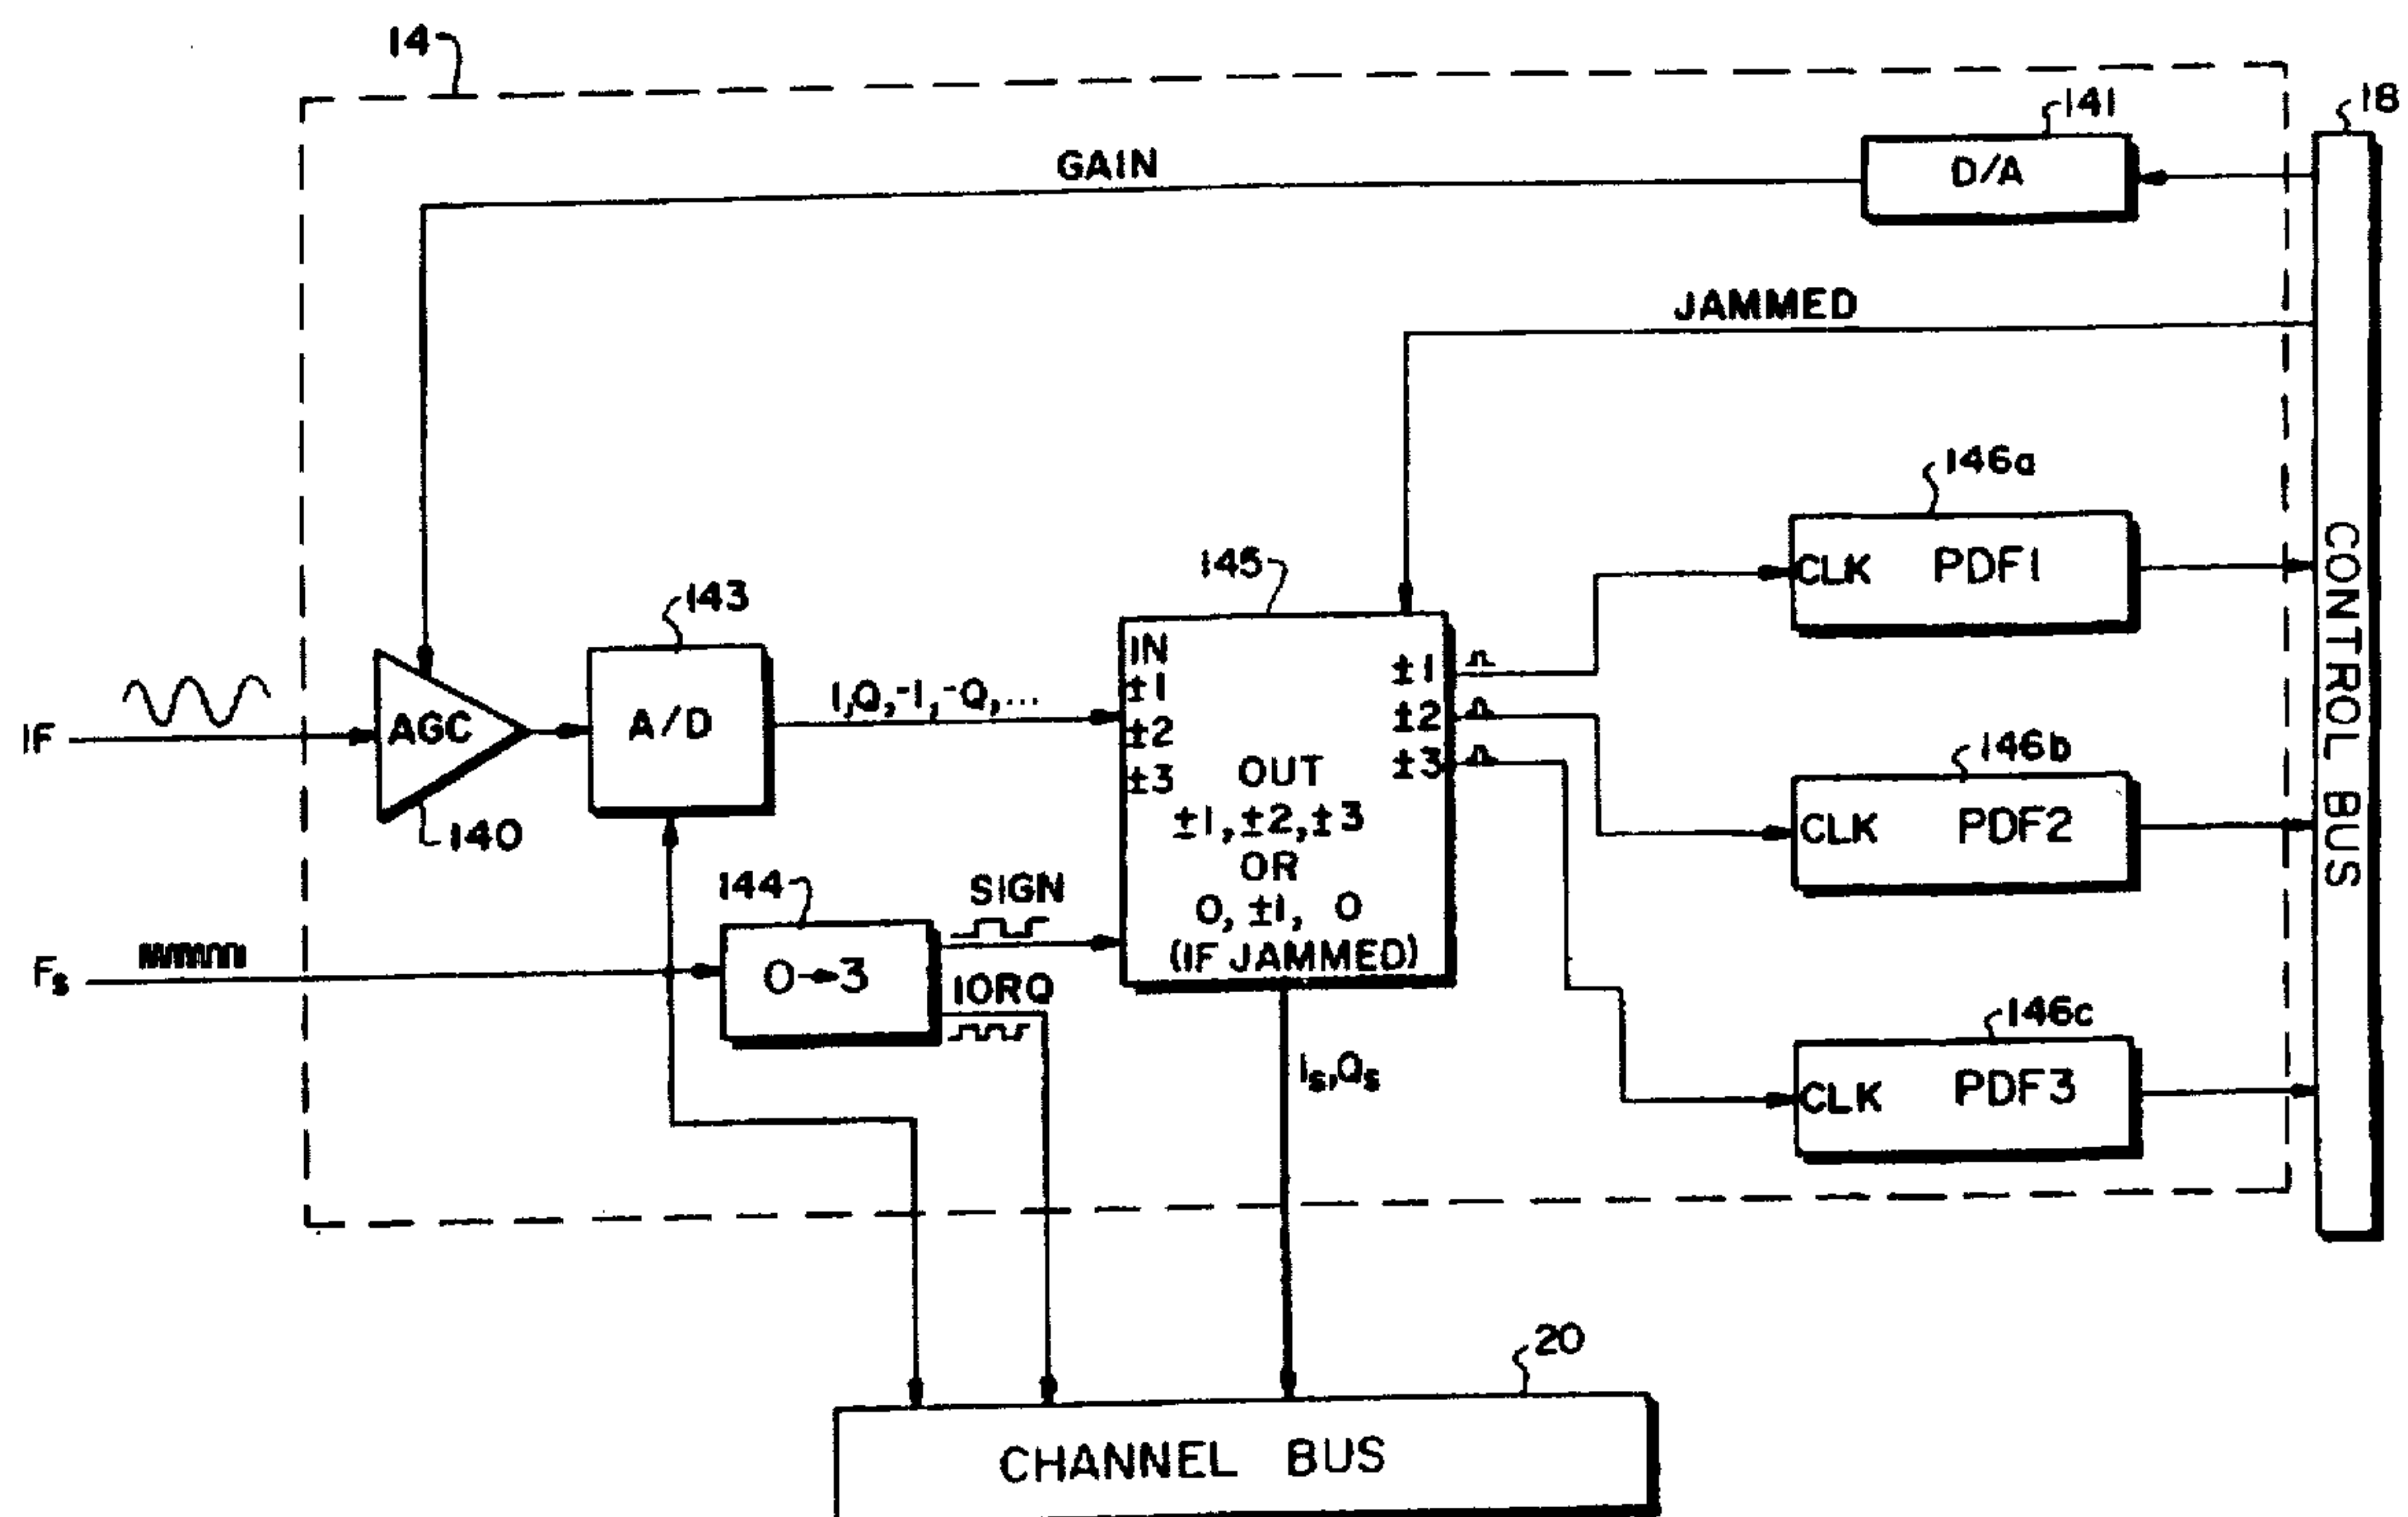 14
141
18
GAIN
D/A
JAMMED
146a
CLK PDF1
145
143
IN
±1
±2
±3
±1
±2
±3
I,Q,-I,-Q,...
AGC
A/D
IF
140
OUT
±1,±2,±3
OR
0, ±1, 0
(IF JAMMED)
146b
CLK PDF2
CONTROL BUS
144
SIGN
Fs
0→3
IORQ
146c
CLK PDF3
Is,Qs
20
CHANNEL BUS